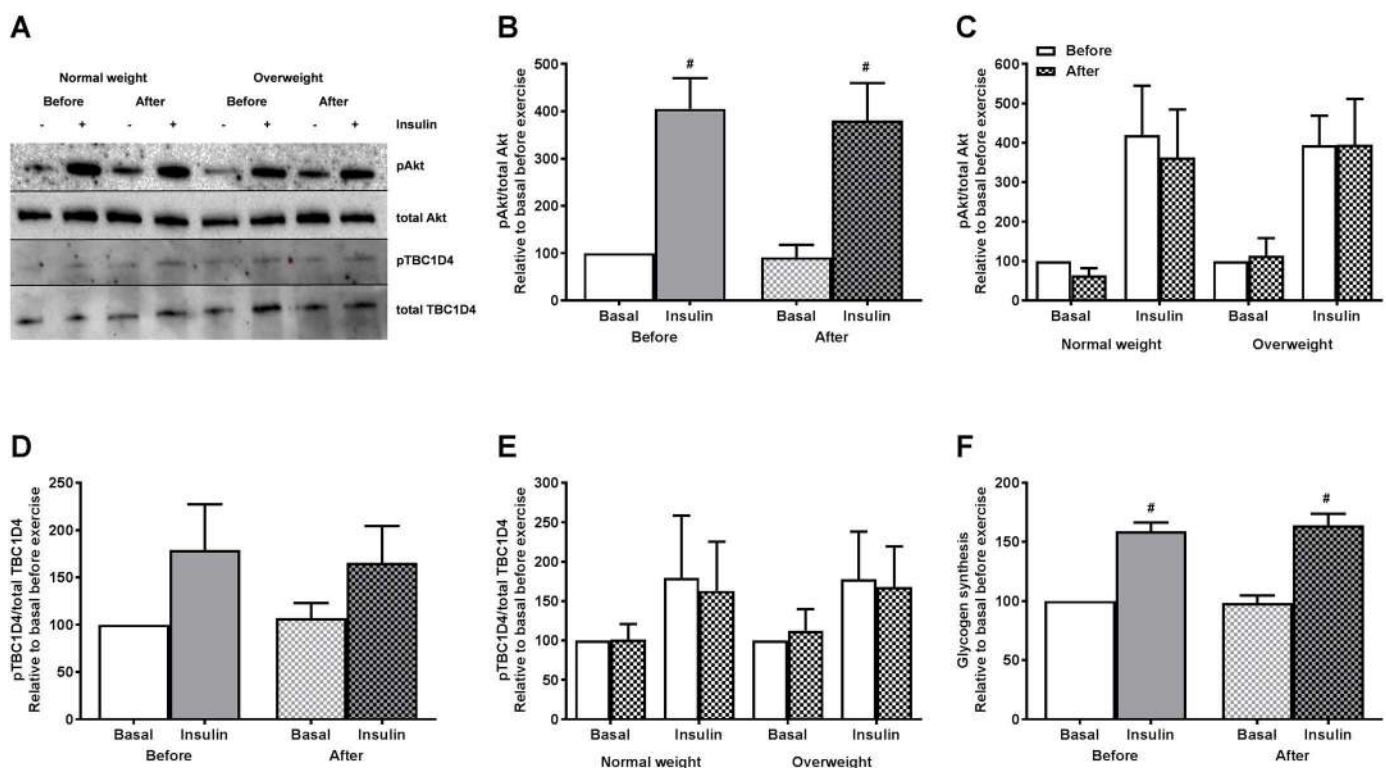 A
Normal weight Overweight
Before After Before After
- + - + - + - + Insulin
pAkt
total Akt
pTBC1D4
total TBC1D4
B
pAkt/total Akt
Relative to basal before exercise
500
400
300
200
100
0
# #
Basal Insulin Basal Insulin
Before After
C
Before
After
pAkt/total Akt
Relative to basal before exercise
600
500
400
300
200
100
0
Basal Insulin Basal Insulin
Normal weight Overweight
D
pTBC1D4/total TBC1D4
Relative to basal before exercise
250
200
150
100
50
0
Basal Insulin Basal Insulin
Before After
E
pTBC1D4/total TBC1D4
Relative to basal before exercise
300
250
200
150
100
50
0
Basal Insulin Basal Insulin
Normal weight Overweight
F
Glycogen synthesis
Relative to basal before exercise
200
150
100
50
0
# #
Basal Insulin Basal Insulin
Before After